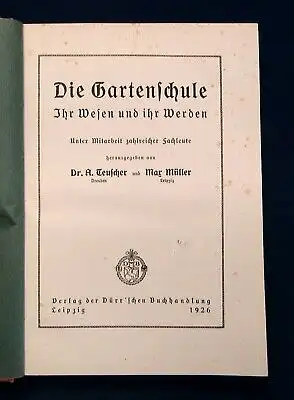 Die Gartenschule
Ihr Wesen und ihr Werden
Unter Mitarbeit zahlreicher Fachleute
herausgegeben von
Dr. A. Teuscher und Max Müller
Dresden Leipzig
Verlag der Dürr'schen Buchhandlung
Leipzig 1926